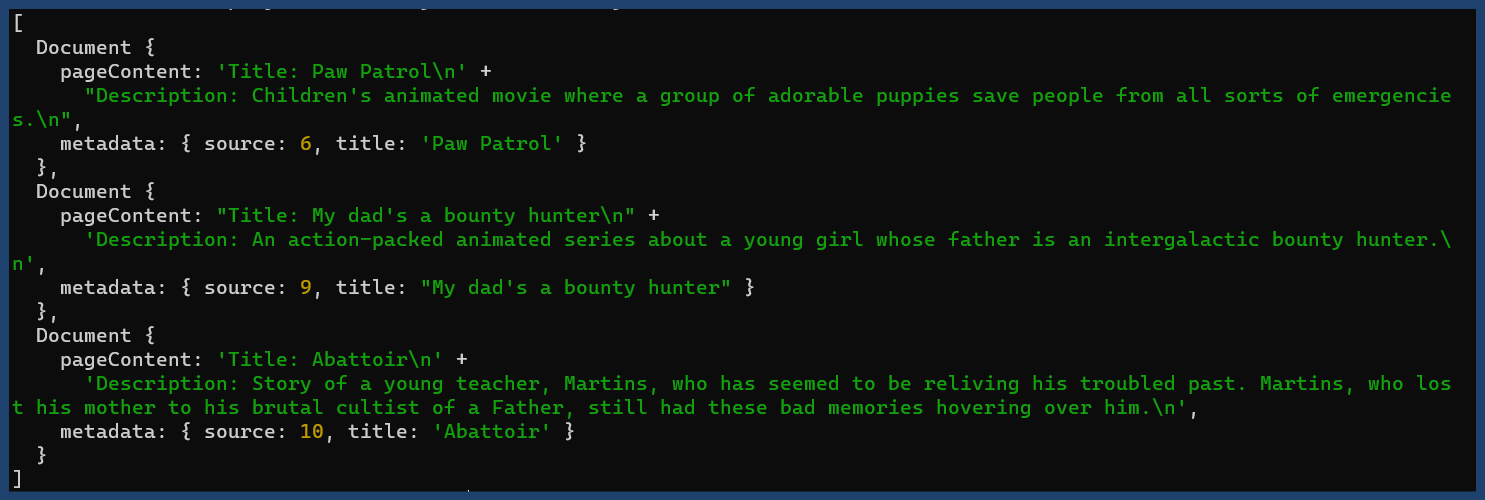 [
  Document {
    pageContent: 'Title: Paw Patrol\n' +
      "Description: Children's animated movie where a group of adorable puppies save people from all sorts of emergencie
s.\n",
    metadata: { source: 6, title: 'Paw Patrol' }
  },
  Document {
    pageContent: "Title: My dad's a bounty hunter\n" +
      'Description: An action-packed animated series about a young girl whose father is an intergalactic bounty hunter.\
n',
    metadata: { source: 9, title: "My dad's a bounty hunter" }
  },
  Document {
    pageContent: 'Title: Abattoir\n' +
      'Description: Story of a young teacher, Martins, who has seemed to be reliving his troubled past. Martins, who los
t his mother to his brutal cultist of a Father, still had these bad memories hovering over him.\n',
    metadata: { source: 10, title: 'Abattoir' }
  }
]